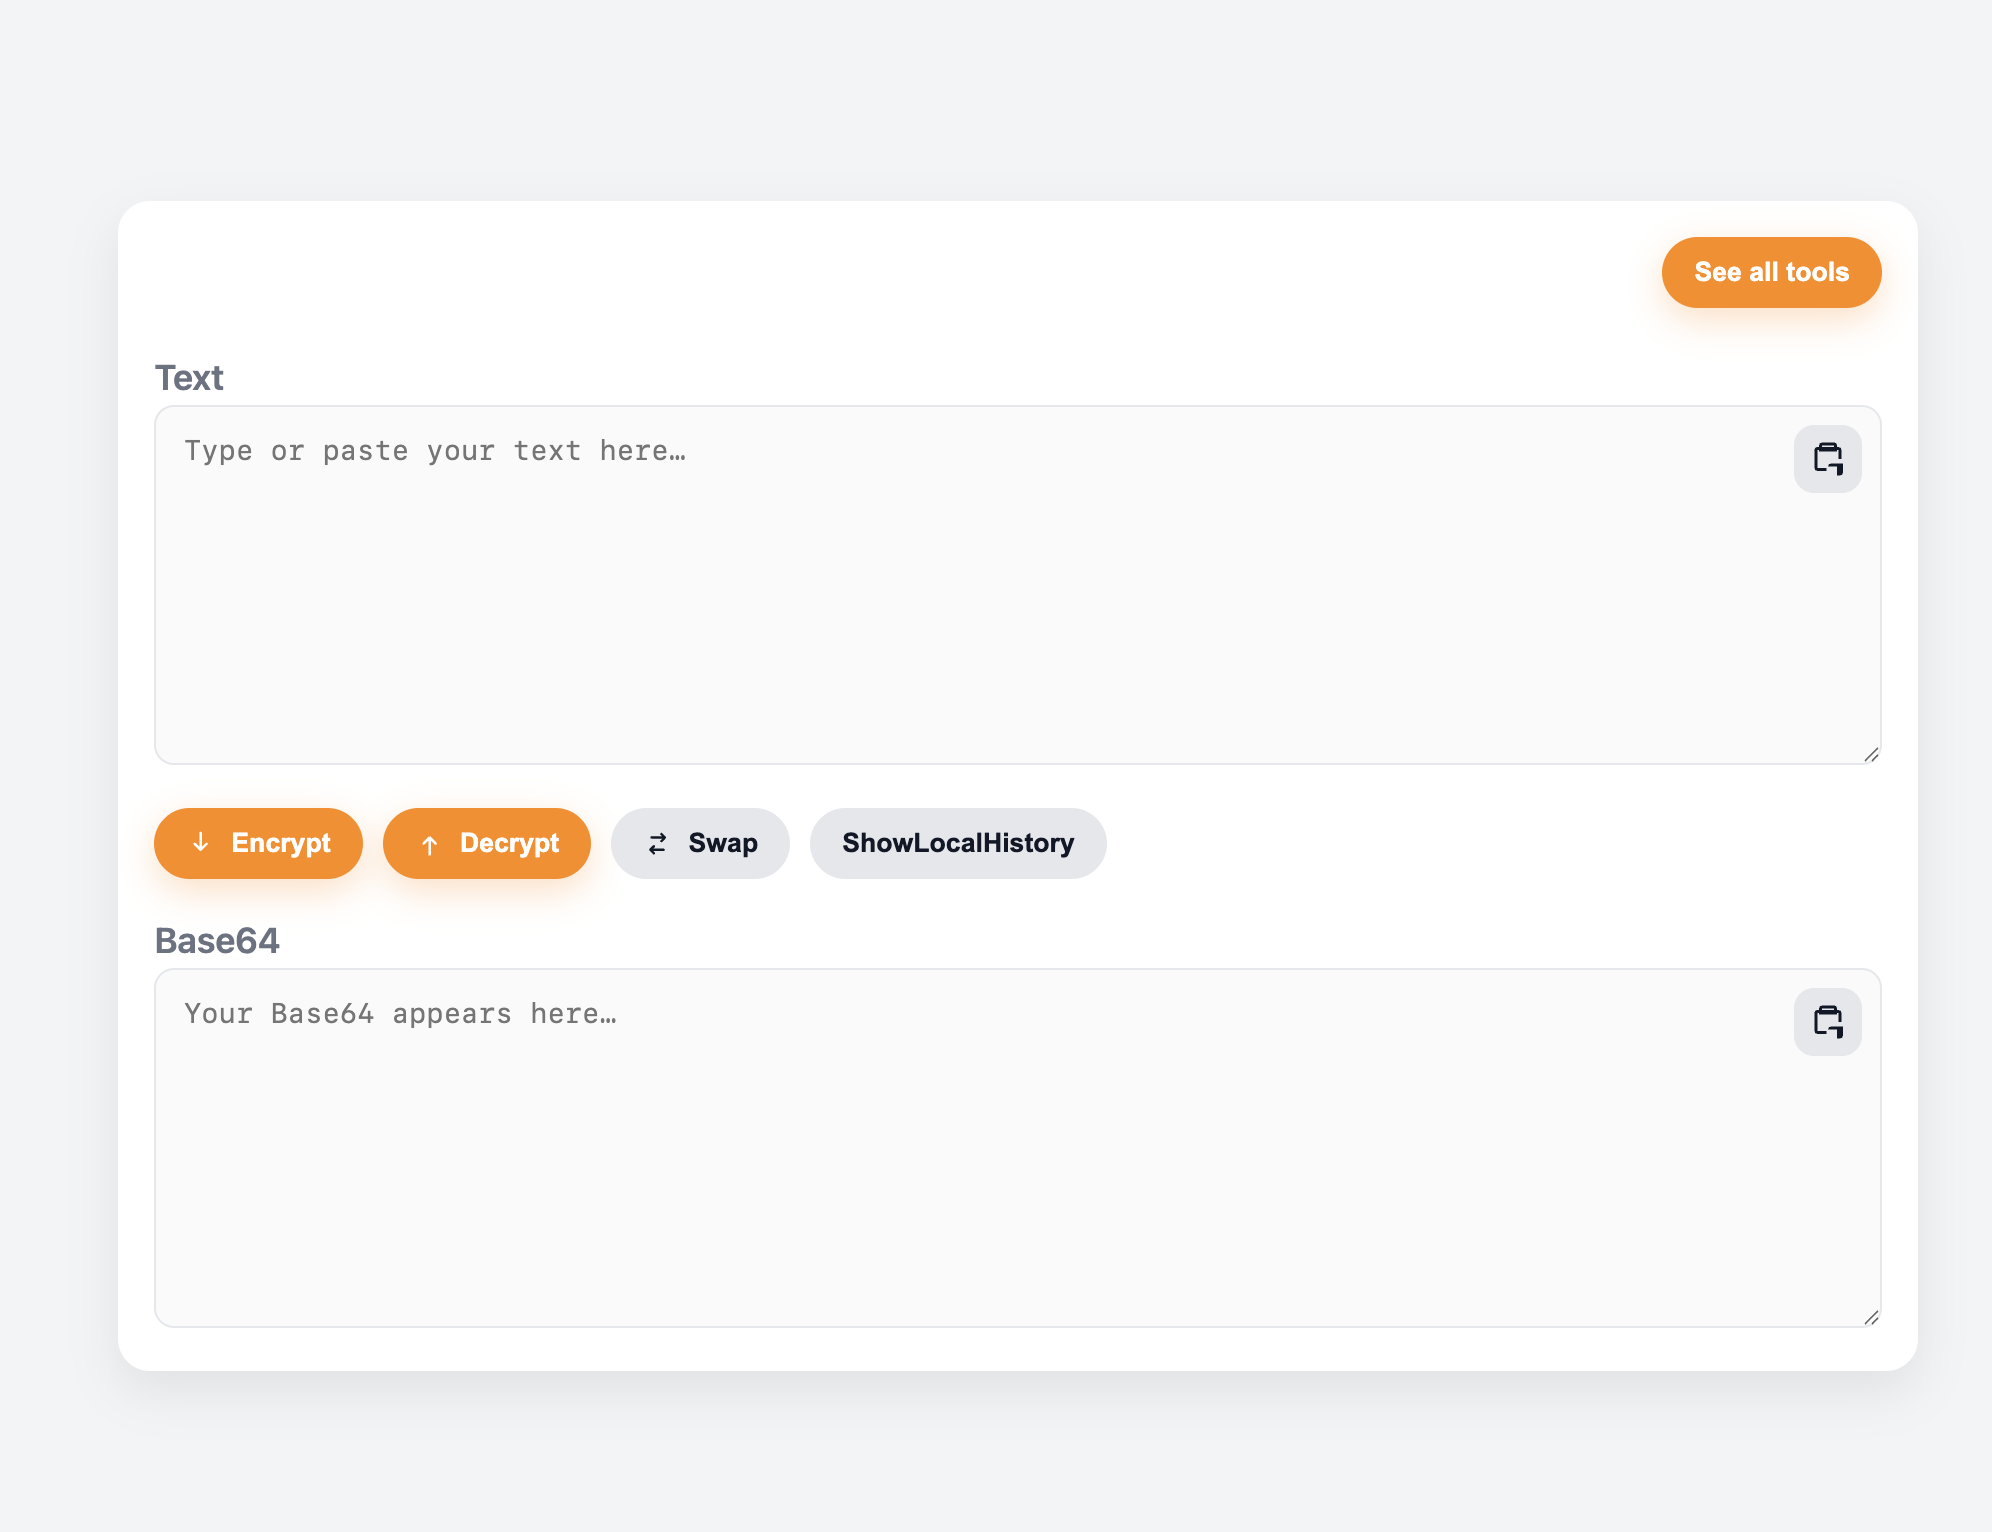 See all tools
Text
Type or paste your text here…
Encrypt
Decrypt
Swap
ShowLocalHistory
Base64
Your Base64 appears here…